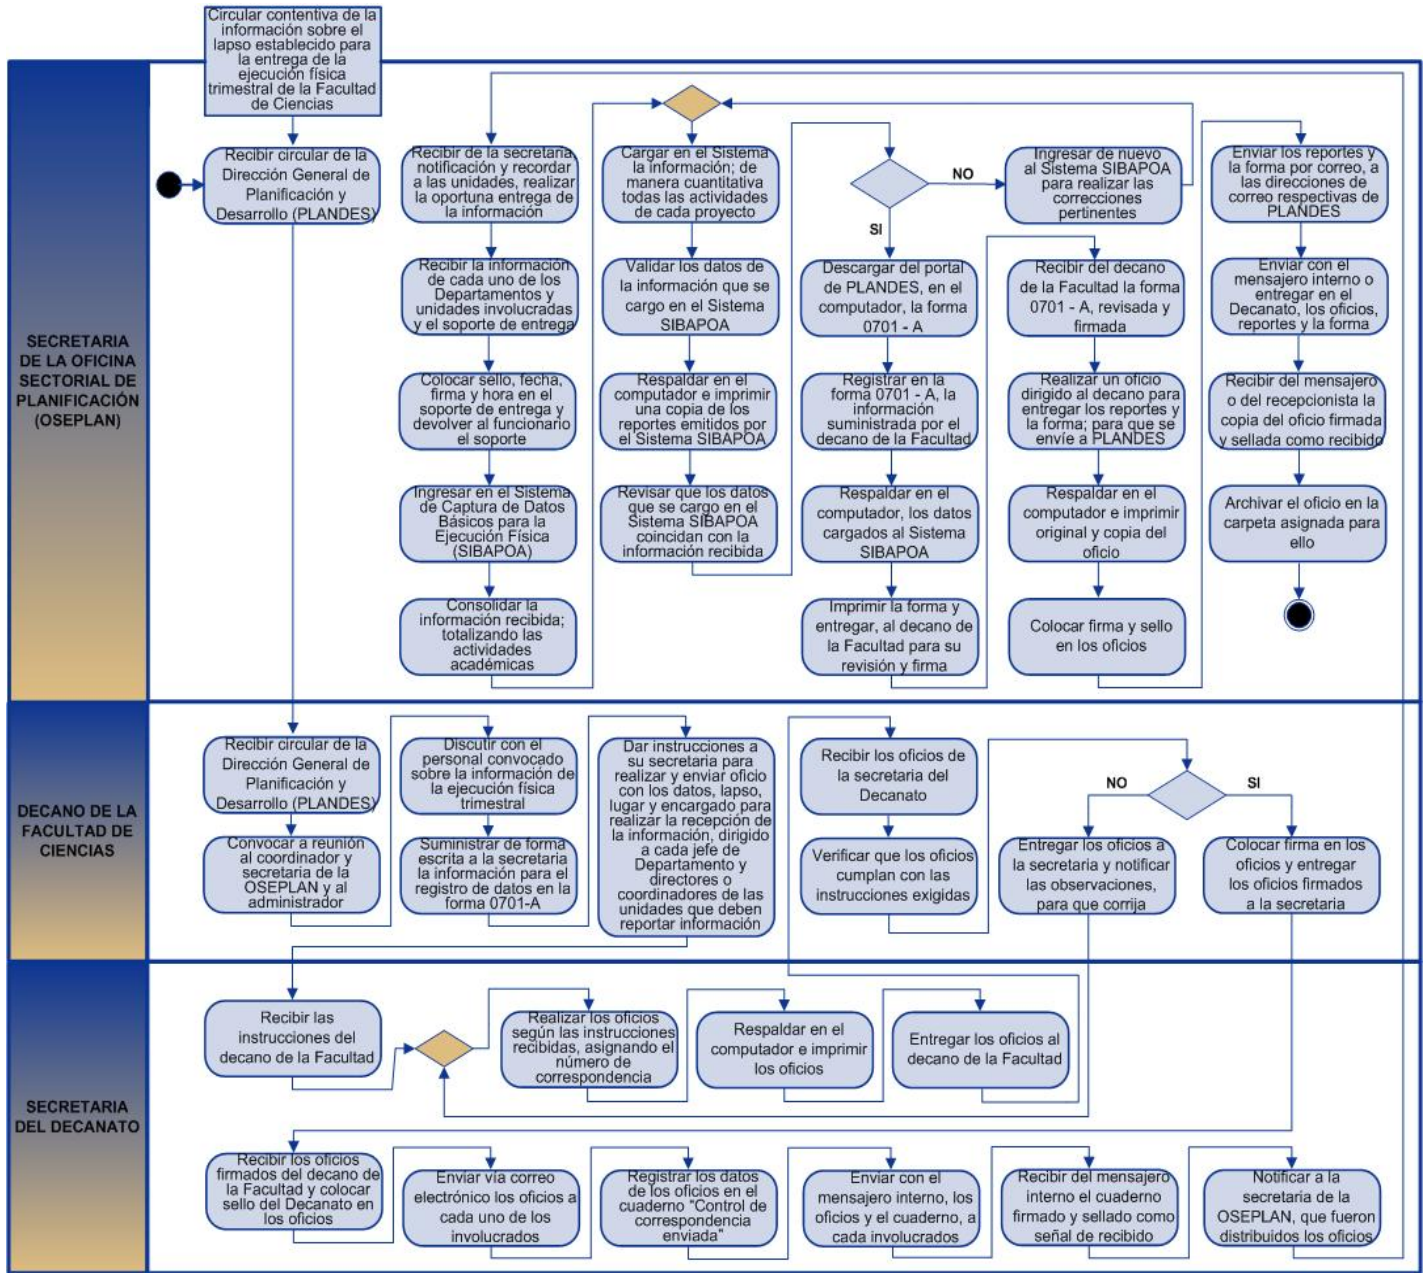 Circular contentiva de la
información sobre el
lapso establecido para
la entrega de la
ejecución física
trimestral de la Facultad
de Ciencias
SECRETARIA
DE LA OFICINA
SECTORIAL DE
PLANIFICACIÓN
(OSEPLAN)
Recibir circular de la
Dirección General de
Planificación y
Desarrollo (PLANDES)
Recibir de la secretaria,
notificación y recordar
a las unidades, realizar
la oportuna entrega de
la información
Recibir la información
de cada uno de los
Departamentos y
unidades involucradas
y el soporte de entrega
Colocar sello, fecha,
firma y hora en el
soporte de entrega y
devolver al funcionario
el soporte
Ingresar en el Sistema
de Captura de Datos
Básicos para la
Ejecución Física
(SIBAPOA)
Consolidar la
información recibida;
totalizando las
actividades
académicas
Cargar en el Sistema
la información; de
manera cuantitativa
todas las actividades
de cada proyecto
Validar los datos de
la información que se
cargo en el Sistema
SIBAPOA
Respaldar en el
computador e imprimir
una copia de los
reportes emitidos por
el Sistema SIBAPOA
Revisar que los datos
que se cargo en el
Sistema SIBAPOA
coincidan con la
información recibida
NO
SI
Ingresar de nuevo
al Sistema SIBAPOA
para realizar las
correcciones
pertinentes
Descargar del portal
de PLANDES, en el
computador, la forma
0701 - A
Registrar en la
forma 0701 - A, la
información
suministrada por el
decano de la Facultad
Respaldar en el
computador, los datos
cargados al Sistema
SIBAPOA
Imprimir la forma y
entregar, al decano de
la Facultad para su
revisión y firma
Recibir del decano
de la Facultad la forma
0701 - A, revisada y
firmada
Realizar un oficio
dirigido al decano para
entregar los reportes y
la forma; para que se
envíe a PLANDES
Respaldar en el
computador e imprimir
original y copia del
oficio
Colocar firma y sello
en los oficios
Enviar los reportes y
la forma por correo, a
las direcciones de
correo respectivas de
PLANDES
Enviar con el
mensajero interno o
entregar en el
Decanato, los oficios,
reportes y la forma
Recibir del mensajero
o del recepcionista la
copia del oficio firmada
y sellada como recibido
Archivar el oficio en la
carpeta asignada para
ello
DECANO DE LA
FACULTAD DE
CIENCIAS
Recibir circular de la
Dirección General de
Planificación y
Desarrollo (PLANDES)
Convocar a reunión
al coordinador y
secretaria de la
OSEPLAN y al
administrador
Discutir con el
personal convocado
sobre la información de
la ejecución física
trimestral
Suministrar de forma
escrita a la secretaria
la información para el
registro de datos en la
forma 0701-A
Dar instrucciones a
su secretaria para
realizar y enviar oficio
con los datos, lapso,
lugar y encargado para
realizar la recepción de
la información, dirigido
a cada jefe de
Departamento y
directores o
coordinadores de las
unidades que deben
reportar información
Recibir los oficios de
la secretaria del
Decanato
Verificar que los oficios
cumplan con las
instrucciones exigidas
NO
SI
Entregar los oficios a
la secretaria y notificar
las observaciones,
para que corrija
Colocar firma en los
oficios y entregar
los oficios firmados
a la secretaria
SECRETARIA
DEL DECANATO
Recibir las
instrucciones del
decano de la Facultad
Realizar los oficios
según las instrucciones
recibidas, asignando el
número de
correspondencia
Respaldar en el
computador e imprimir
los oficios
Entregar los oficios al
decano de la Facultad
Recibir los oficios
firmados del decano de
la Facultad y colocar
sello del Decanato en
los oficios
Enviar vía correo
electrónico los oficios a
cada uno de los
involucrados
Registrar los datos
de los oficios en el
cuaderno "Control de
correspondencia
enviada"
Enviar con el
mensajero interno, los
oficios y el cuaderno, a
cada involucrados
Recibir del mensajero
interno el cuaderno
firmado y sellado como
señal de recibido
Notificar a la
secretaria de la
OSEPLAN, que fueron
distribuidos los oficios